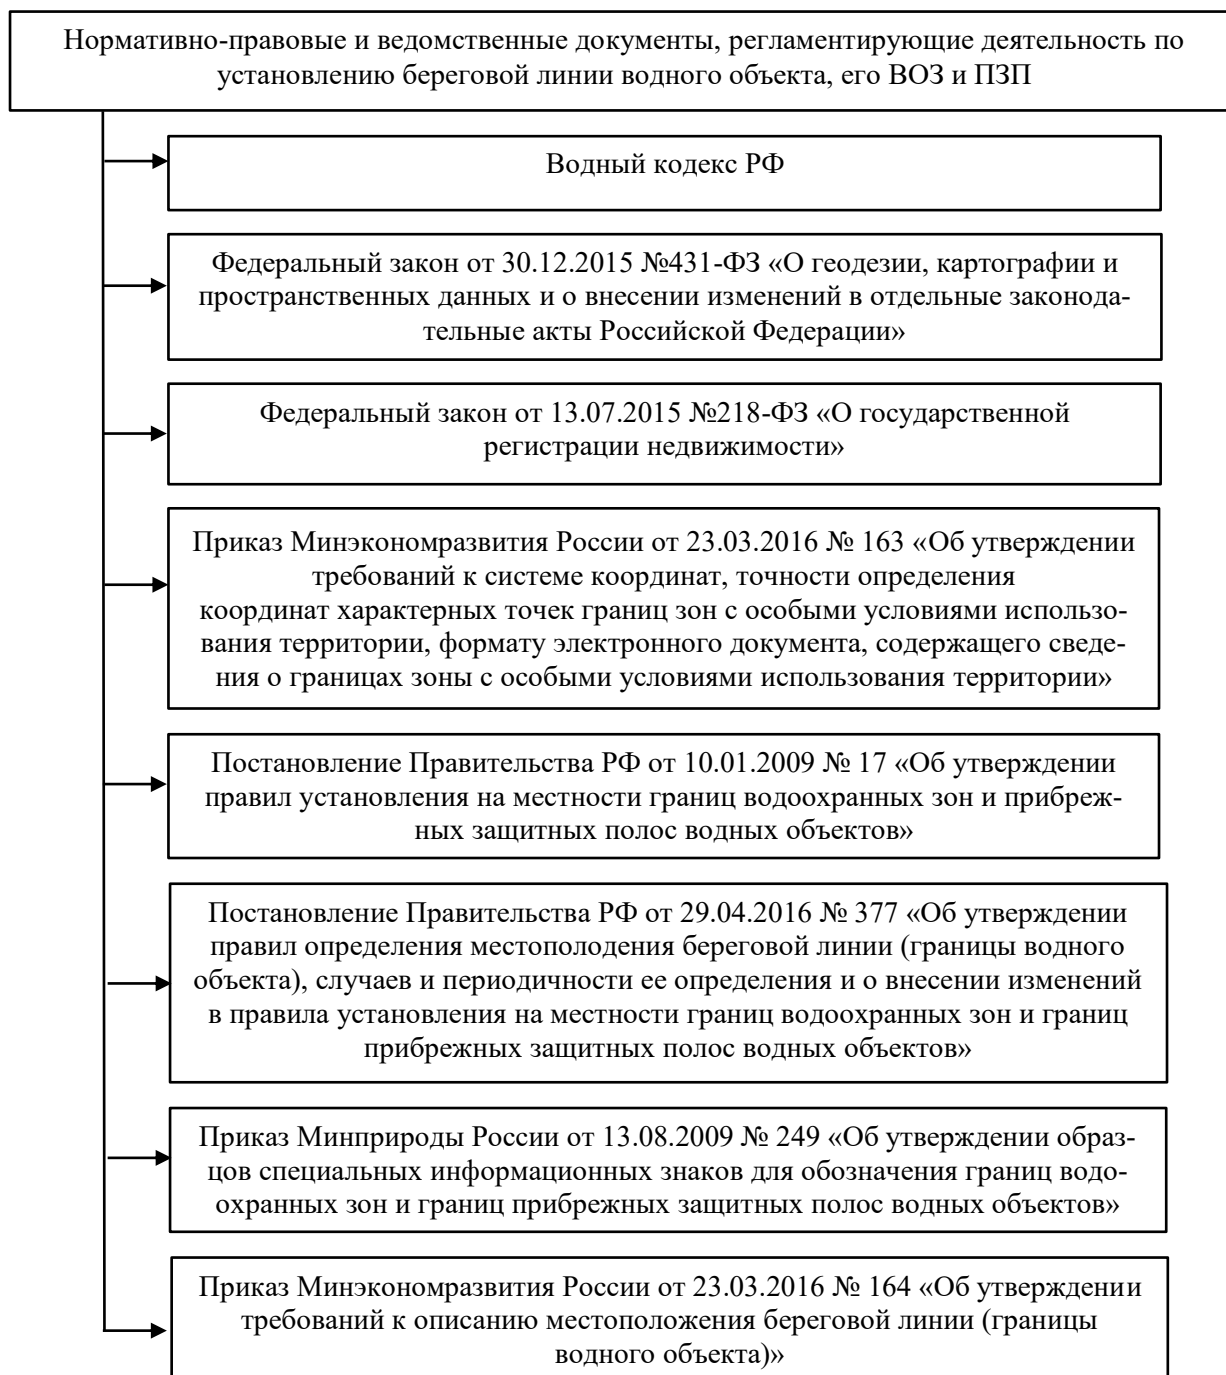 Нормативно-правовые и ведомственные документы, регламентирующие деятельность по
установлению береговой линии водного объекта, его ВОЗ и ПЗП
Водный кодекс РФ
Федеральный закон от 30.12.2015 №431-ФЗ «О геодезии, картографии и
пространственных данных и о внесении изменений в отдельные законода-
тельные акты Российской Федерации»
Федеральный закон от 13.07.2015 №218-ФЗ «О государственной
регистрации недвижимости»
Приказ Минэкономразвития России от 23.03.2016 № 163 «Об утверждении
требований к системе координат, точности определения
координат характерных точек границ зон с особыми условиями использо-
вания территории, формату электронного документа, содержащего сведе-
ния о границах зоны с особыми условиями использования территории»
Постановление Правительства РФ от 10.01.2009 № 17 «Об утверждении
правил установления на местности границ водоохранных зон и прибреж-
ных защитных полос водных объектов»
Постановление Правительства РФ от 29.04.2016 № 377 «Об утверждении
правил определения местополодения береговой линии (границы водного
объекта), случаев и периодичности ее определения и о внесении изменений
в правила установления на местности границ водоохранных зон и границ
прибрежных защитных полос водных объектов»
Приказ Минприроды России от 13.08.2009 № 249 «Об утверждении образ-
цов специальных информационных знаков для обозначения границ водо-
охранных зон и границ прибрежных защитных полос водных объектов»
Приказ Минэкономразвития России от 23.03.2016 № 164 «Об утверждении
требований к описанию местоположения береговой линии (границы
водного объекта)»